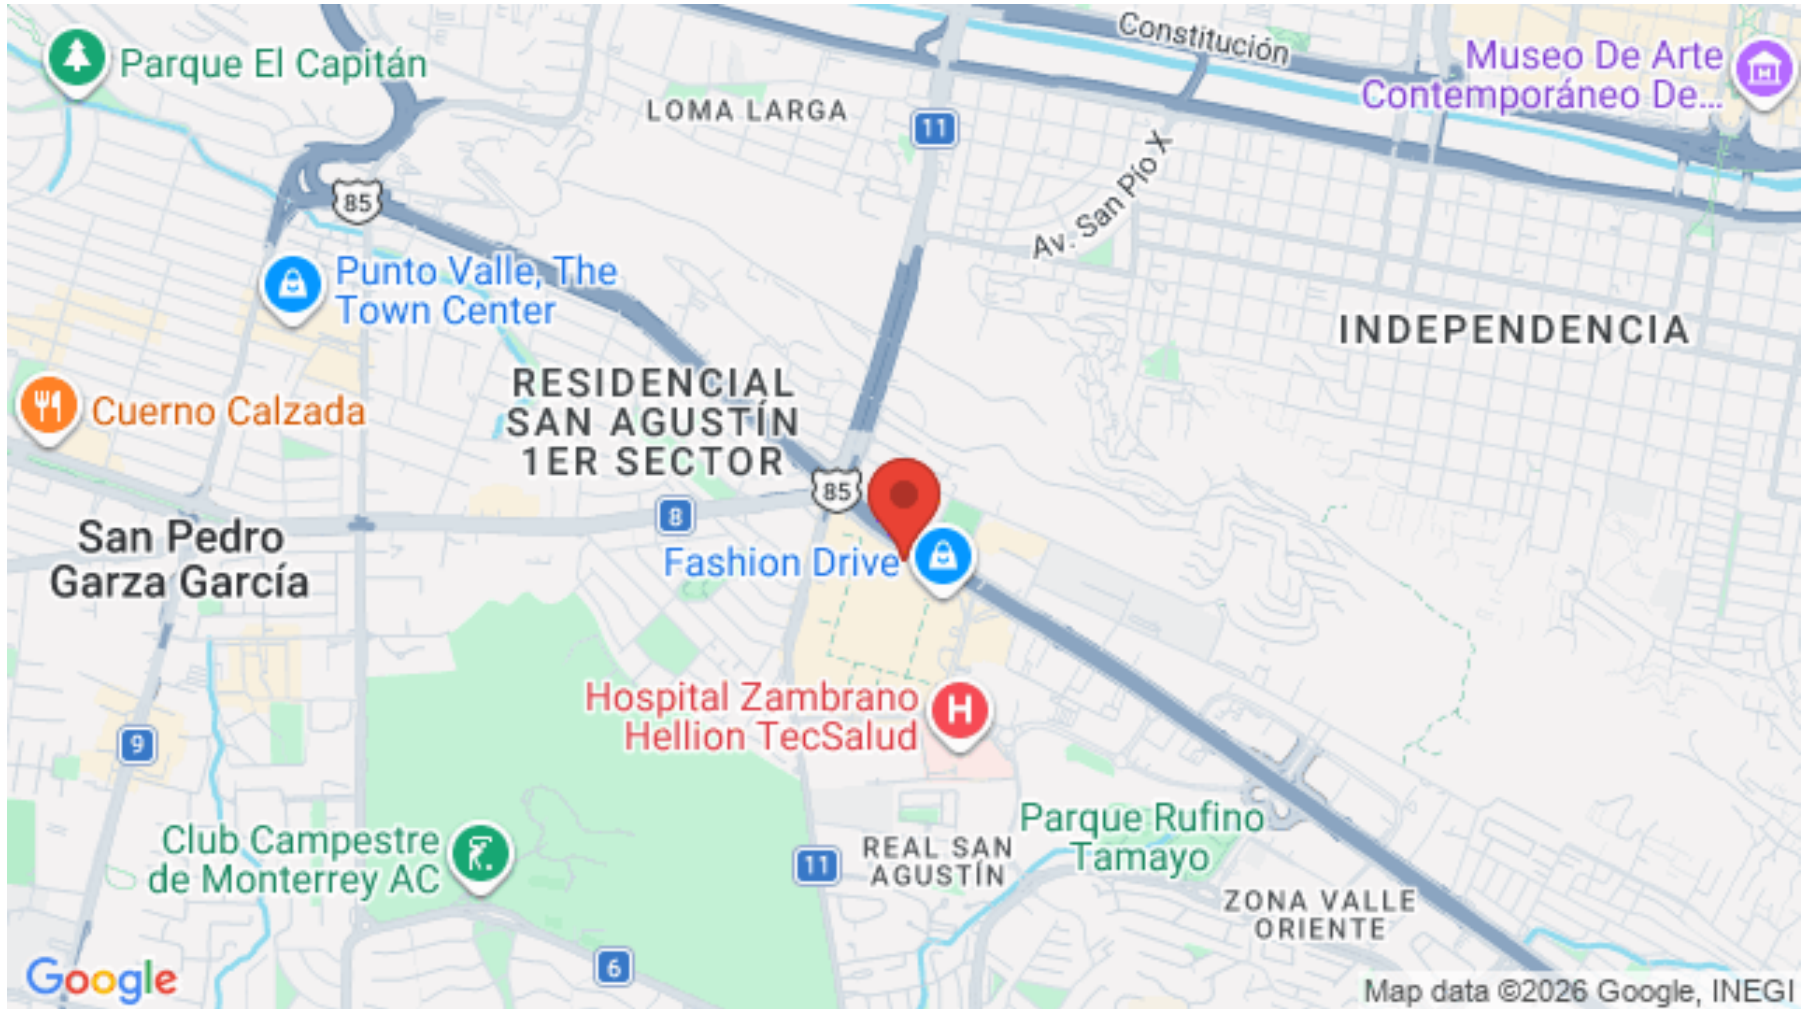 Constitución
Parque El Capitán
Museo De Arte
Contemporáneo De...
LOMA LARGA
11
Av. San Pío X
85
Punto Valle, The
Town Center
INDEPENDENCIA
RESIDENCIAL
SAN AGUSTÍN
1ER SECTOR
Cuerno Calzada
85
8
San Pedro
Garza García
Fashion Drive
Hospital Zambrano
Hellion TecSalud
H
9
Parque Rufino
Tamayo
Club Campestre
de Monterrey AC
11
REAL SAN
AGUSTÍN
ZONA VALLE
ORIENTE
6
Google
Map data ©2026 Google, INEGI